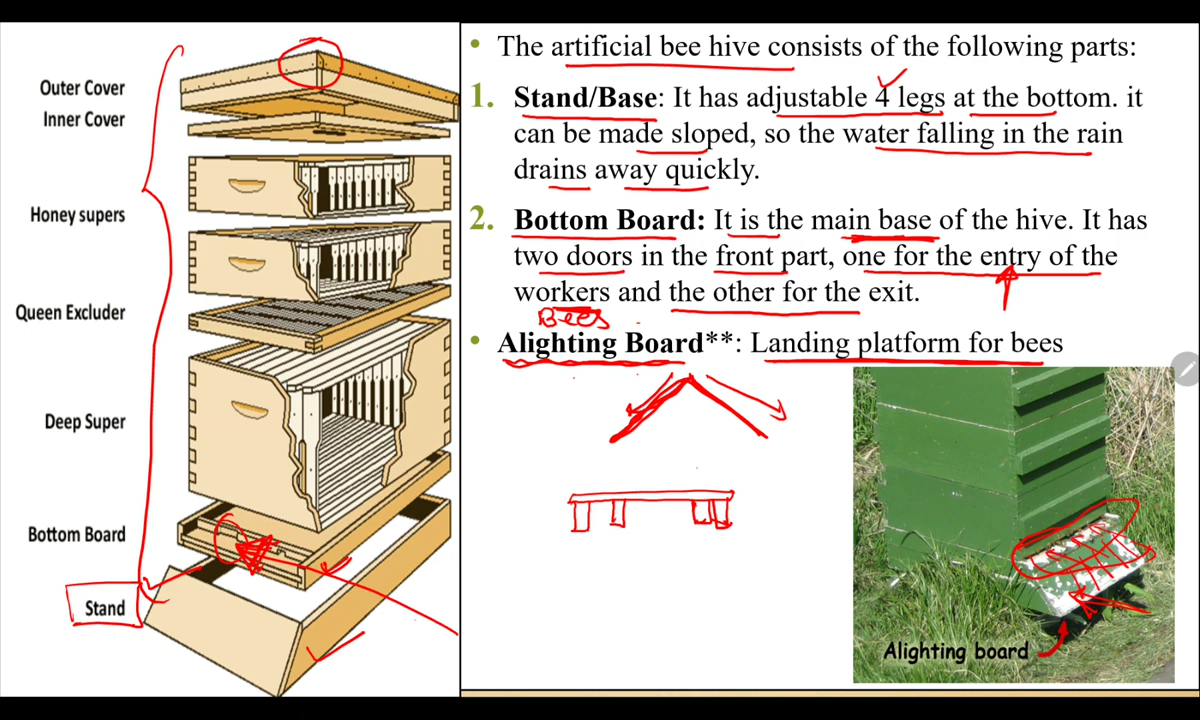 Outer Cover
Inner Cover
Honey supers
Queen Excluder
Deep Super
Bottom Board
Stand
• The artificial bee hive consists of the following parts:
1. Stand/Base: It has adjustable 4 legs at the bottom. it
can be made sloped, so the water falling in the rain
drains away quickly.
2. Bottom Board: It is the main base of the hive. It has
two doors in the front part, one for the entry of the
workers and the other for the exit.
Bees
• Alighting Board**: Landing platform for bees
Alighting board